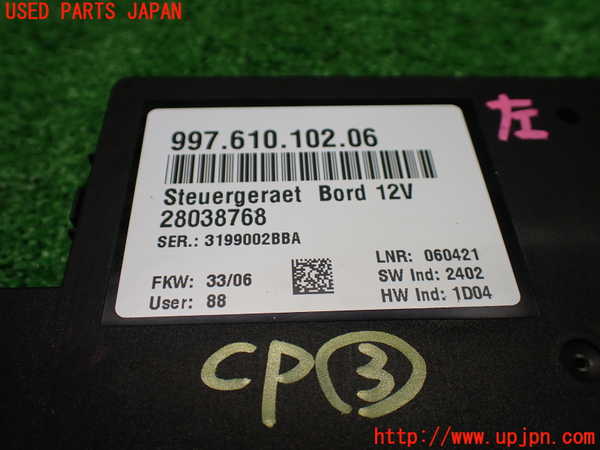 USED PARTS JAPAN
左
997.610.102.06
Steuergeraet Bord 12V
28038768
SER.: 3199002BBA
LNR: 060421
FKW: 33/06
SW Ind: 2402
User: 88
HW Ind: 1D04
CP③
http://www.upjpn.com